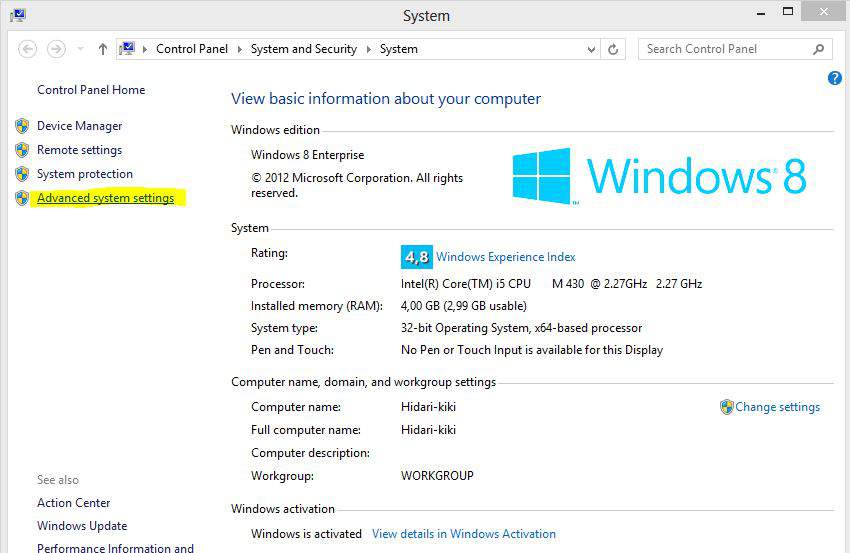 System
Control Panel System and Security System
Search Control Panel
Control Panel Home
Device Manager
Remote settings
System protection
Advanced system settings
See also
Action Center
Windows Update
Performance Information and
View basic information about your computer
Windows edition
Windows 8 Enterprise
© 2012 Microsoft Corporation. All rights
reserved.
Windows 8
System
Rating: 4,8 Windows Experience Index
Processor: Intel(R) Core(TM) i5 CPU M 430 @ 2.27GHz 2.27 GHz
Installed memory (RAM): 4,00 GB (2,99 GB usable)
System type: 32-bit Operating System, x64-based processor
Pen and Touch: No Pen or Touch Input is available for this Display
Computer name, domain, and workgroup settings
Computer name: Hidari-kiki Change settings
Full computer name: Hidari-kiki
Computer description:
Workgroup: WORKGROUP
Windows activation
Windows is activated View details in Windows Activation